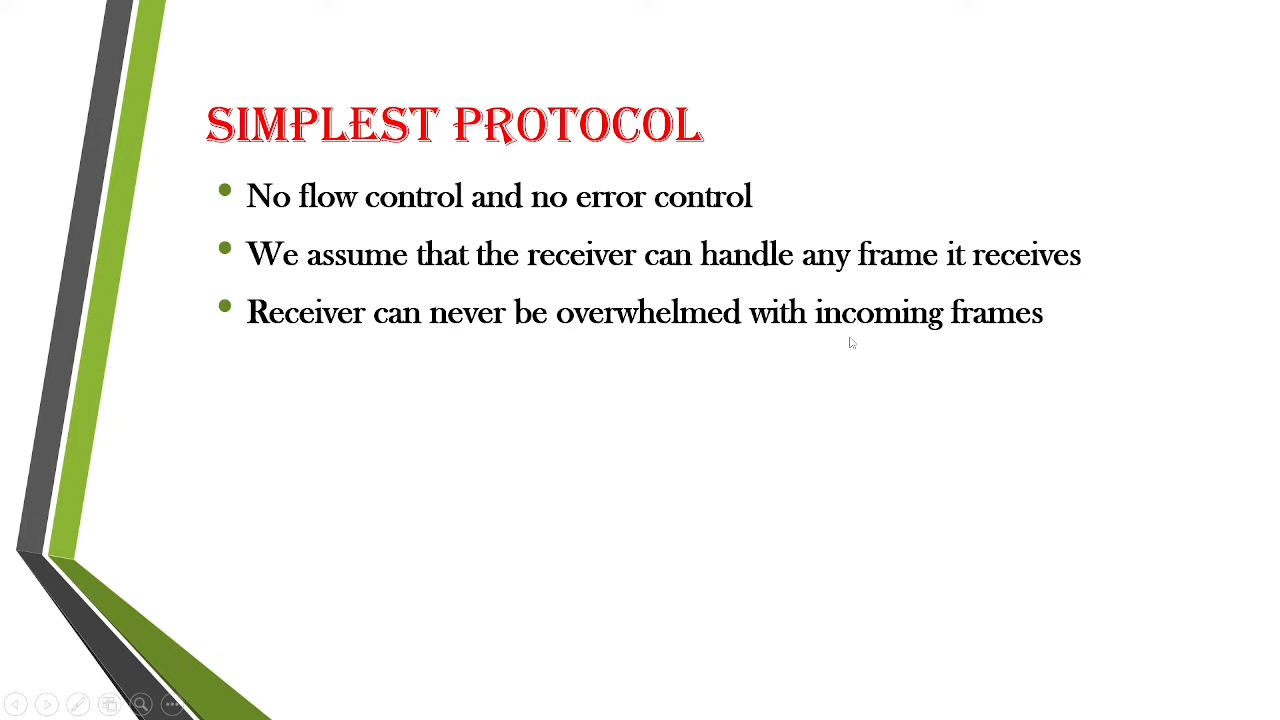 SIMPLEST PROTOCOL
• No flow control and no error control
• We assume that the receiver can handle any frame it receives
• Receiver can never be overwhelmed with incoming frames